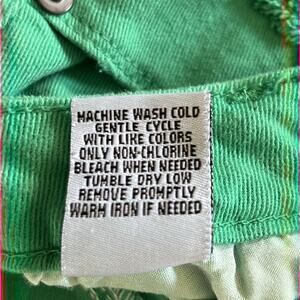 MACHINE WASH COLD
GENTLE CYCLE
WITH LIKE COLORS
ONLY NON-CHLORINE
BLEACH WHEN NEEDED
TUMBLE DRY LOW
REMOVE PROMPTLY
WARM IRON IF NEEDED